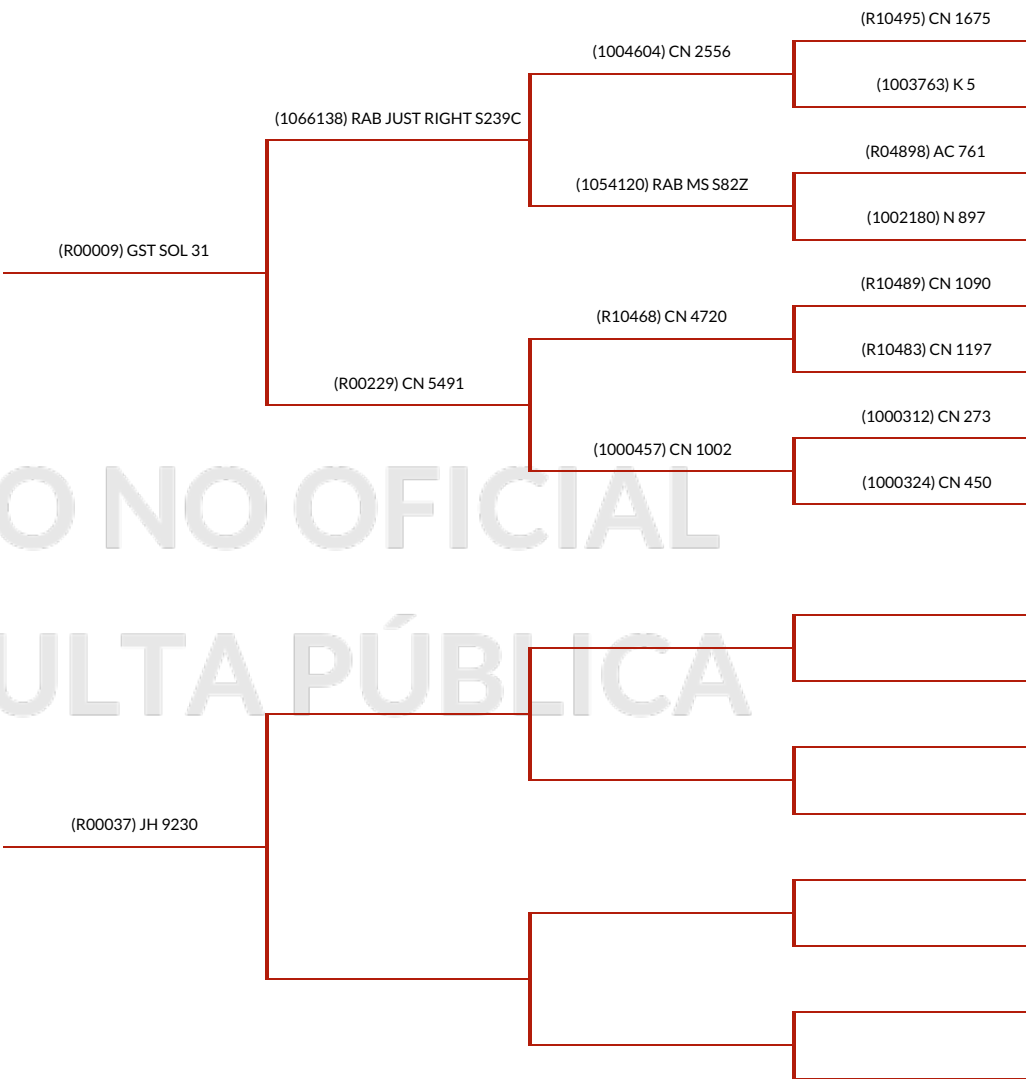 (R10495) CN 1675
(1004604) CN 2556
(1003763) K 5
(1066138) RAB JUST RIGHT S239C
(R04898) AC 761
(1054120) RAB MS S82Z
(1002180) N 897
(R00009) GST SOL 31
(R10489) CN 1090
(R10468) CN 4720
(R10483) CN 1197
(R00229) CN 5491
(1000312) CN 273
(1000457) CN 1002
(1000324) CN 450
O NO OFICIAL
ULTA PÚBLICA
(R00037) JH 9230